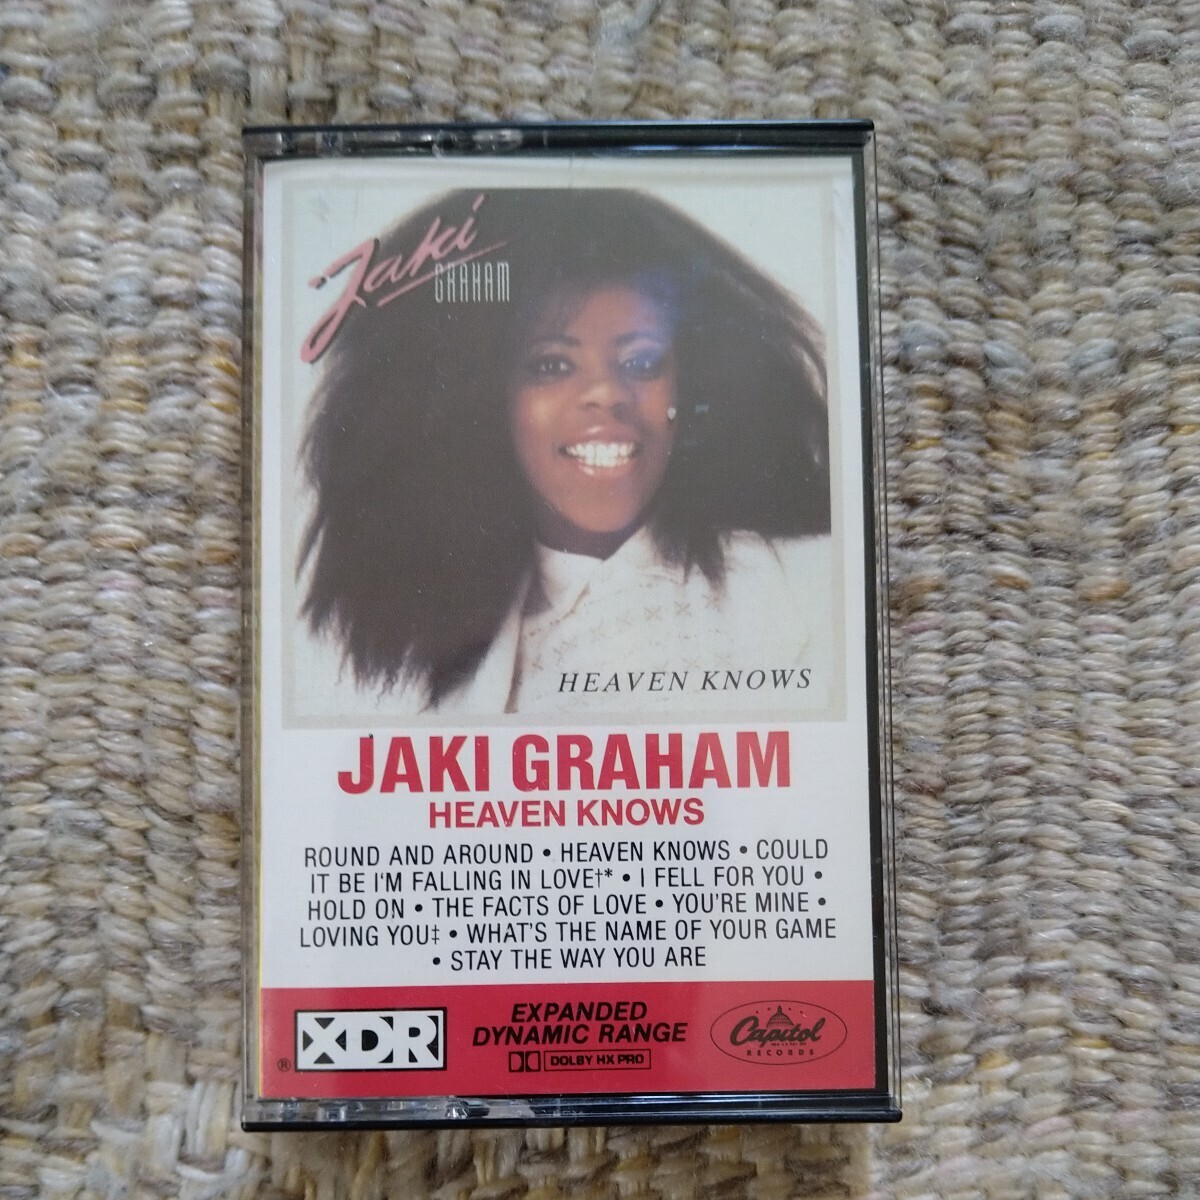 Jaki
GRAHAM
HEAVEN KNOWS
JAKI GRAHAM
HEAVEN KNOWS
ROUND AND AROUND • HEAVEN KNOWS • COULD
IT BE I'M FALLING IN LOVE†* • I FELL FOR YOU •
HOLD ON • THE FACTS OF LOVE • YOU'RE MINE •
LOVING YOU‡ • WHAT'S THE NAME OF YOUR GAME
• STAY THE WAY YOU ARE
® XDR
EXPANDED
DYNAMIC RANGE
DOLBY HX PRO
Capitol
RECORDS